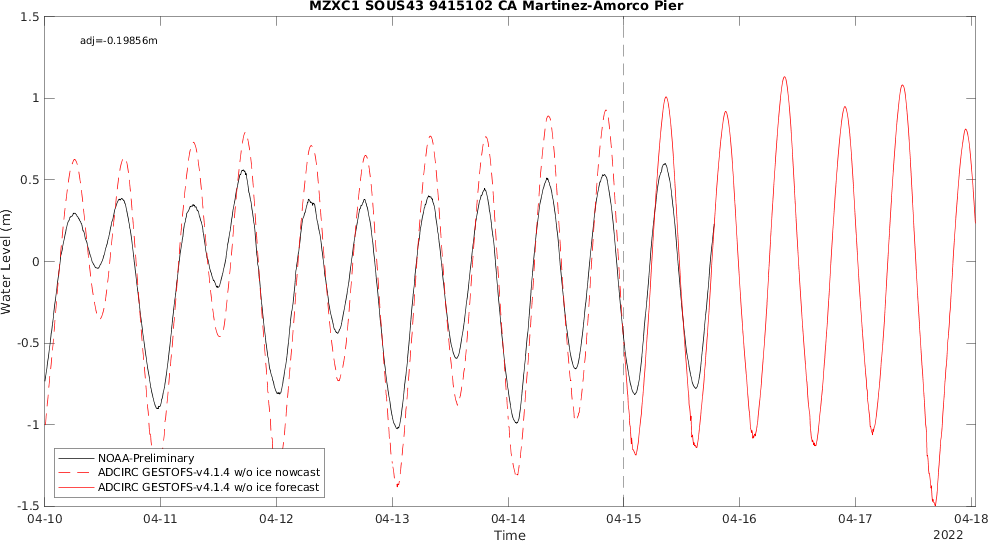 MZXC1 SOUS43 9415102 CA Martinez-Amorco Pier
adj=-0.19856m
1.5
1
0.5
0
-0.5
-1
-1.5
Water Level (m)
NOAA-Preliminary
ADCIRC GESTOFS-v4.1.4 w/o ice nowcast
ADCIRC GESTOFS-v4.1.4 w/o ice forecast
04-10 04-11 04-12 04-13 04-14 04-15 04-16 04-17 04-18
Time
2022